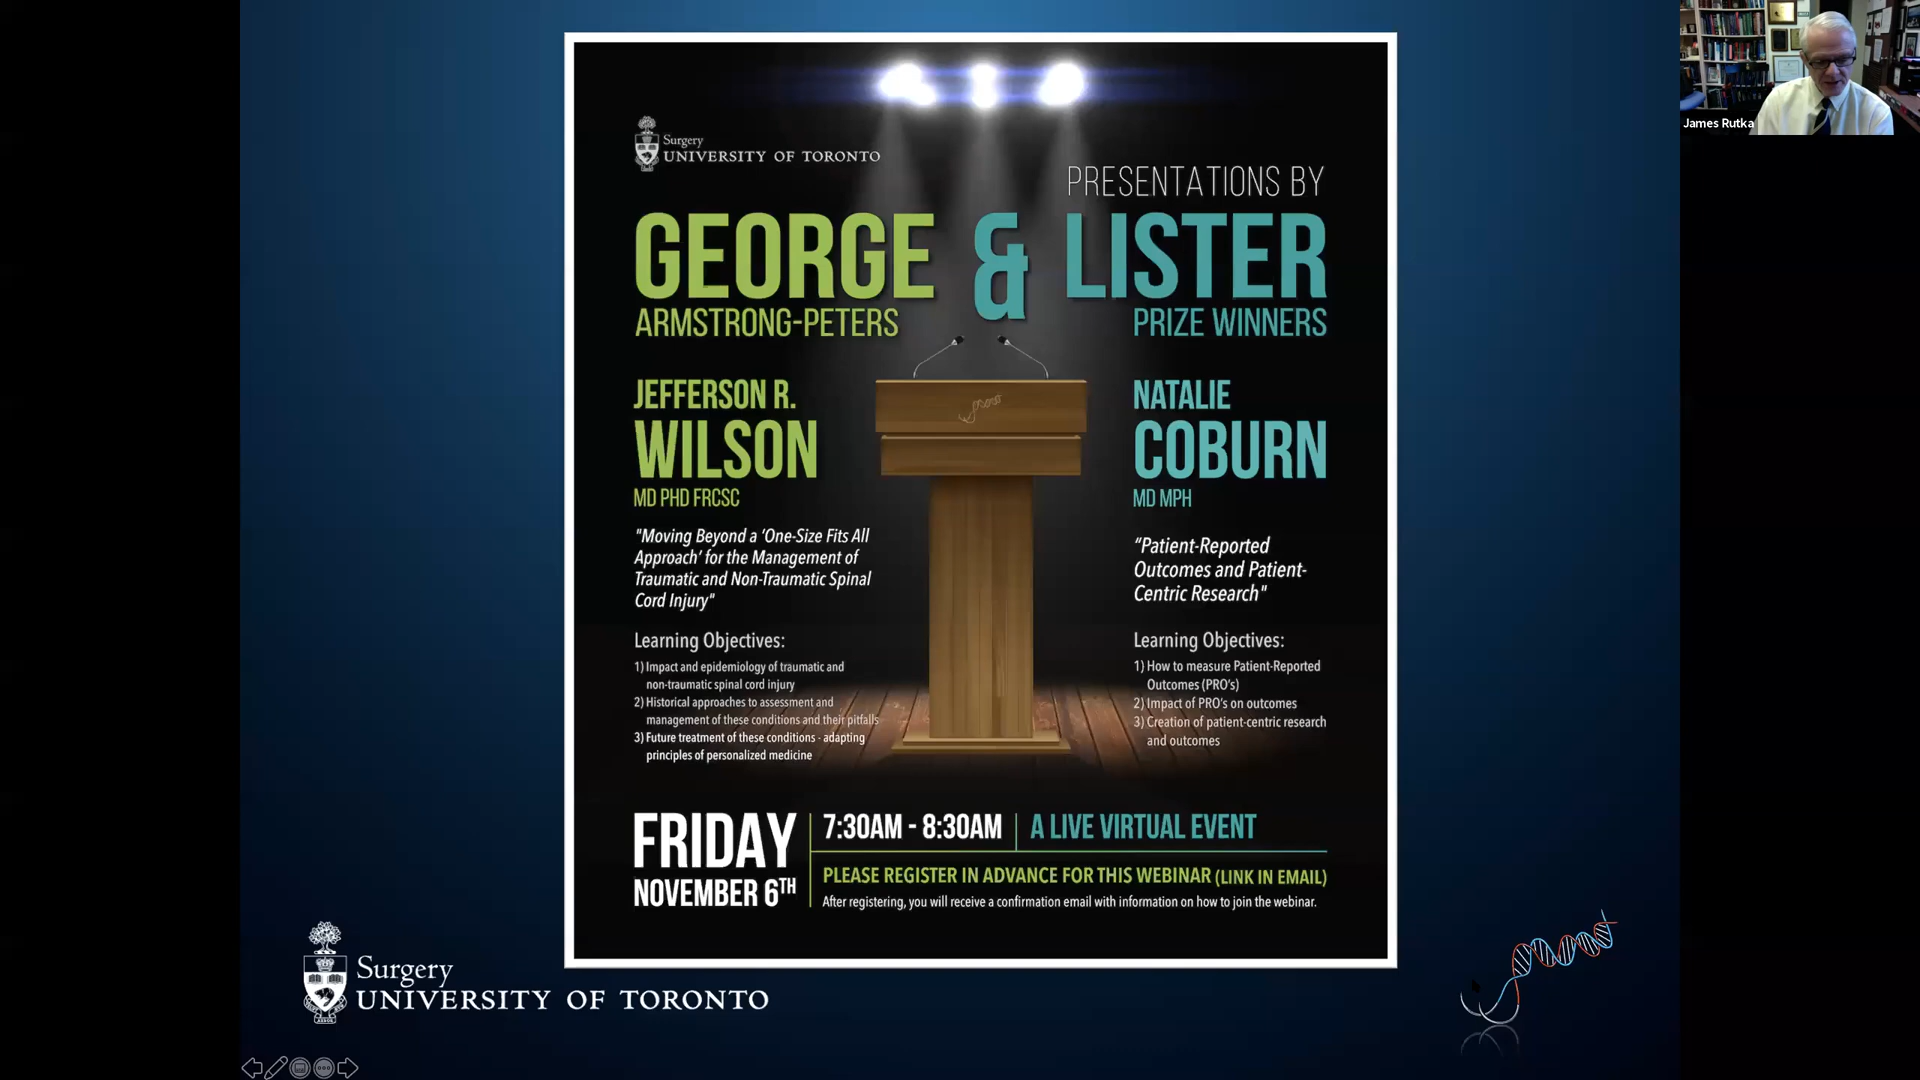 James Rutka
Surgery
UNIVERSITY OF TORONTO
PRESENTATIONS BY
GEORGE & LISTER
ARMSTRONG-PETERS
PRIZE WINNERS
JEFFERSON R.
WILSON
MD PHD FRCSC
"Moving Beyond a ‘One-Size Fits All
Approach’ for the Management of
Traumatic and Non-Traumatic Spinal
Cord Injury"
Learning Objectives:
1) Impact and epidemiology of traumatic and
non-traumatic spinal cord injury
2) Historical approaches to assessment and
management of these conditions and their pitfalls
3) Future treatment of these conditions - adapting
principles of personalized medicine
NATALIE
COBURN
MD MPH
“Patient-Reported
Outcomes and Patient-
Centric Research"
Learning Objectives:
1) How to measure Patient-Reported
Outcomes (PRO’s)
2) Impact of PRO’s on outcomes
3) Creation of patient-centric research
and outcomes
FRIDAY
NOVEMBER 6TH
7:30AM - 8:30AM
A LIVE VIRTUAL EVENT
PLEASE REGISTER IN ADVANCE FOR THIS WEBINAR (LINK IN EMAIL)
After registering, you will receive a confirmation email with information on how to join the webinar.
Surgery
UNIVERSITY OF TORONTO